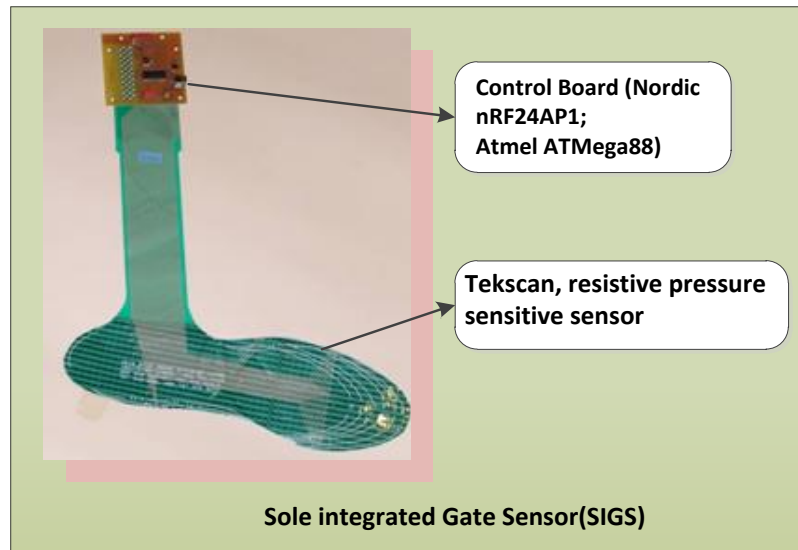 Control Board (Nordic
nRF24AP1;
Atmel ATMega88)
Tekscan, resistive pressure
sensitive sensor
Sole integrated Gate Sensor(SIGS)